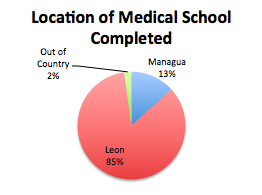 Location of Medical School
Completed
Out of
Country
2%
Managua
13%
Leon
85%